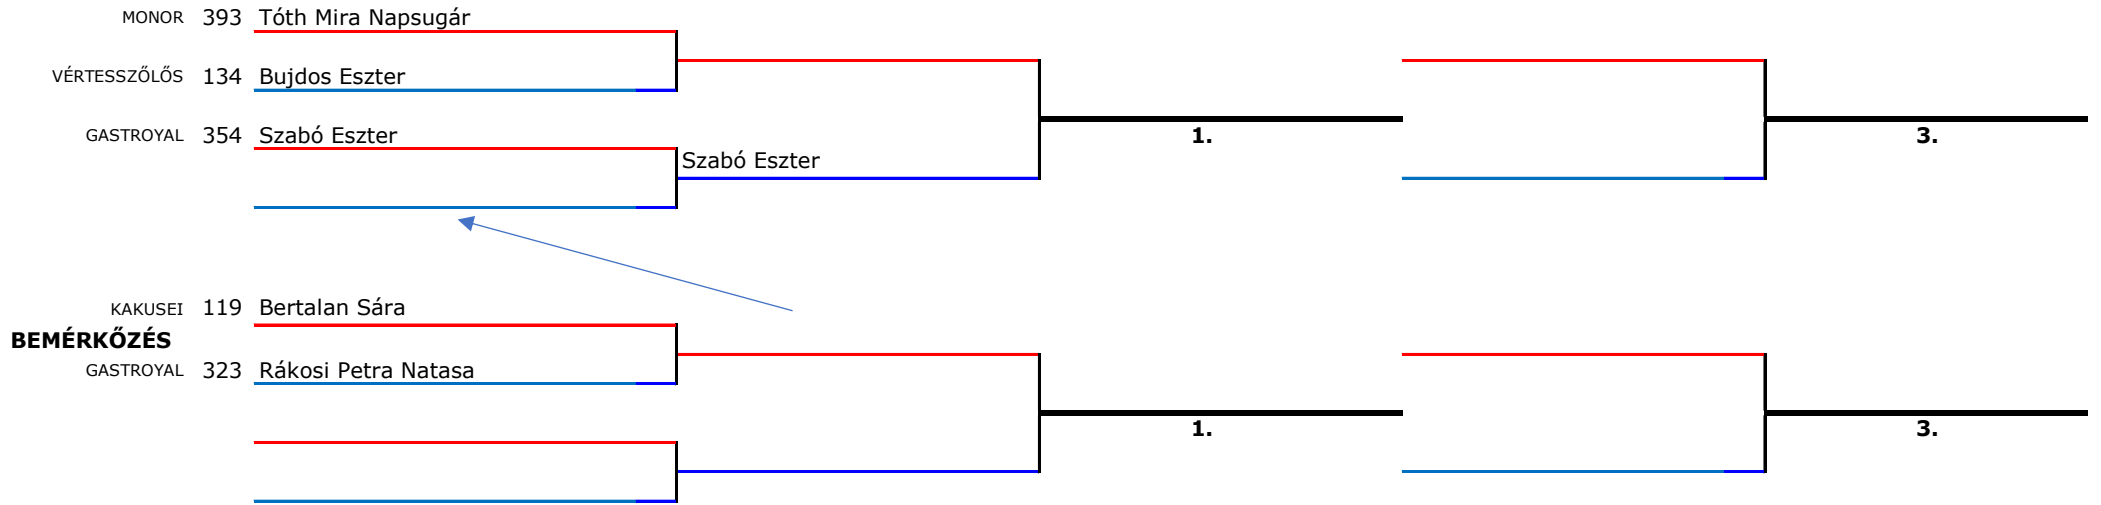 MONOR 393 Tóth Mira Napsugár
VÉRTESSZŐLŐS 134 Bujdos Eszter
GASTROYAL 354 Szabó Eszter 1. 3.
Szabó Eszter
KAKUSEI 119 Bertalan Sára
BEMÉRKŐZÉS
GASTROYAL 323 Rákosi Petra Natasa
1. 3.